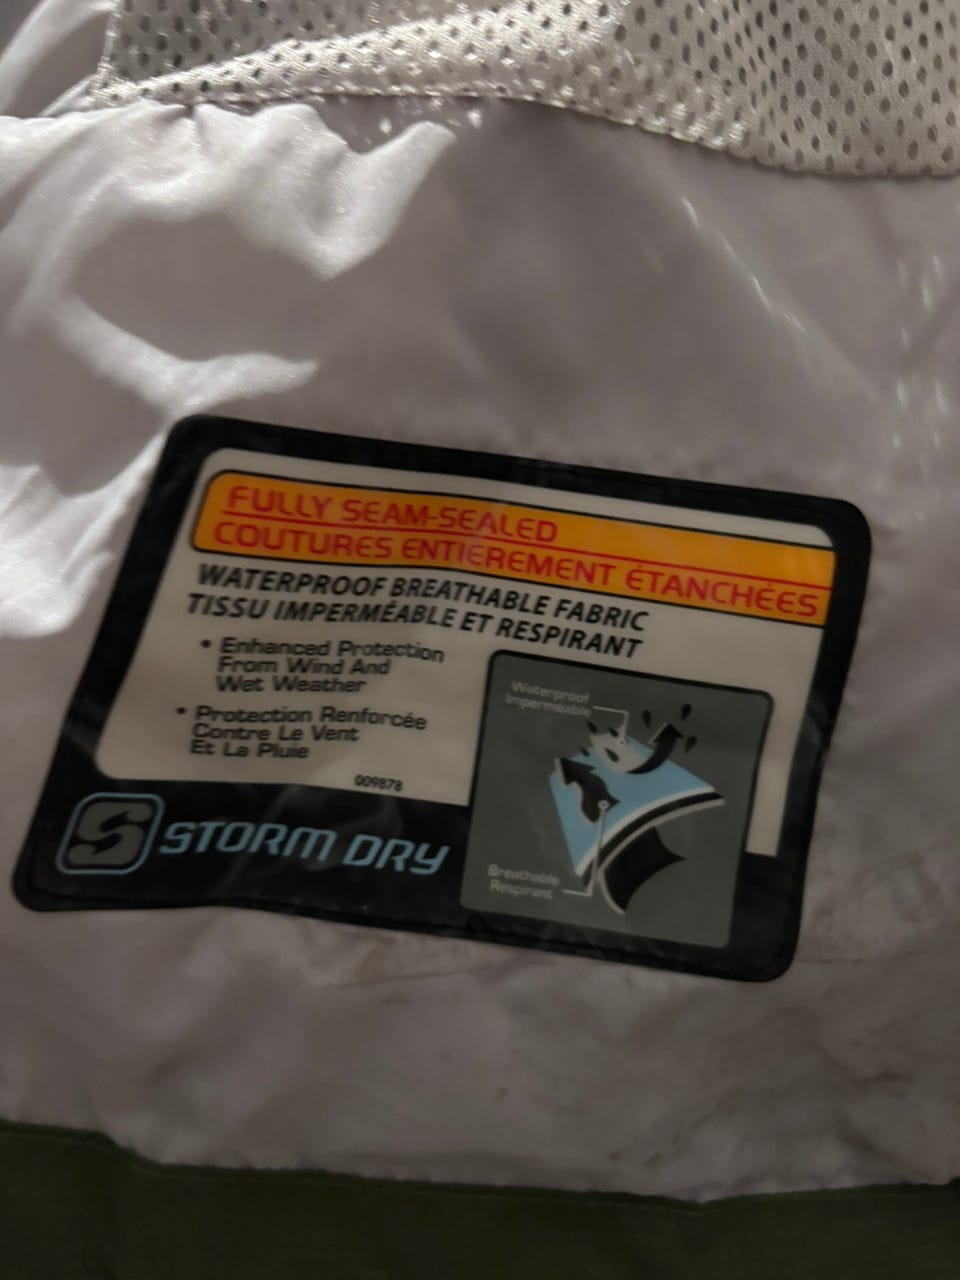 FULLY SEAM-SEALED
COUTURES ENTIÈREMENT ÉTANCHÉES
WATERPROOF BREATHABLE FABRIC
TISSU IMPERMÉABLE ET RESPIRANT
• Enhanced Protection
From Wind And
Wet Weather
• Protection Renforcée
Contre Le Vent
Et La Pluie
009878
Waterproof
Imperméable
Breathable
Respirant
S STORM DRY